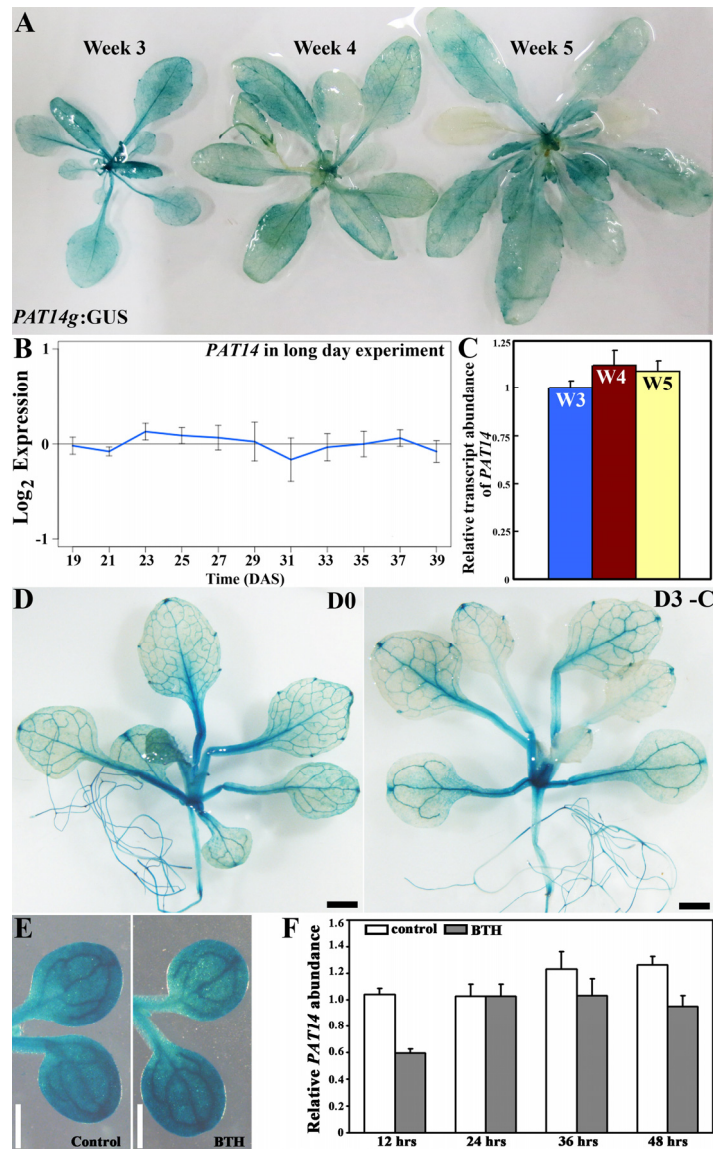 A
Week 3
Week 4
Week 5
PAT14g:GUS
B
PAT14 in long day experiment
Log2 Expression
1
0
-1
19 21 23 25 27 29 31 33 35 37 39
Time (DAS)
C
Relative transcript abundance
of PAT14
1.25
1
0.75
0.5
0.25
0
W3
W4
W5
D
D0
D3 -C
E
Control
BTH
F
control
BTH
Relative PAT14 abundance
1.6
1.4
1.2
1.0
0.8
0.6
0.4
0.2
0
12 hrs 24 hrs 36 hrs 48 hrs